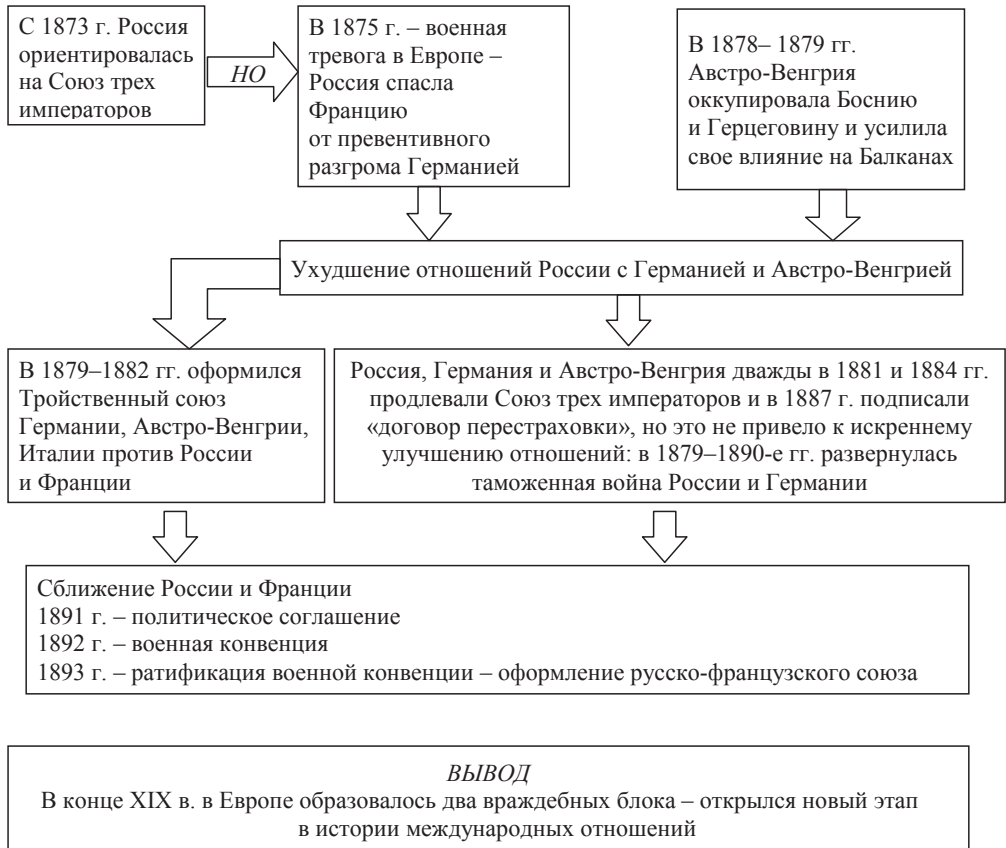 С 1873 г. Россия
ориентировалась
на Союз трех
императоров
НО
В 1875 г. – военная
тревога в Европе –
Россия спасла
Францию
от превентивного
разгрома Германией
В 1878– 1879 гг.
Австро-Венгрия
оккупировала Боснию
и Герцеговину и усилила
свое влияние на Балканах
Ухудшение отношений России с Германией и Австро-Венгрией
В 1879–1882 гг. оформился
Тройственный союз
Германии, Австро-Венгрии,
Италии против России
и Франции
Россия, Германия и Австро-Венгрия дважды в 1881 и 1884 гг.
продлевали Союз трех императоров и в 1887 г. подписали
«договор перестраховки», но это не привело к искреннему
улучшению отношений: в 1879–1890-е гг. развернулась
таможенная война России и Германии
Сближение России и Франции
1891 г. – политическое соглашение
1892 г. – военная конвенция
1893 г. – ратификация военной конвенции – оформление русско-французского союза
ВЫВОД
В конце XIX в. в Европе образовалось два враждебных блока – открылся новый этап
в истории международных отношений